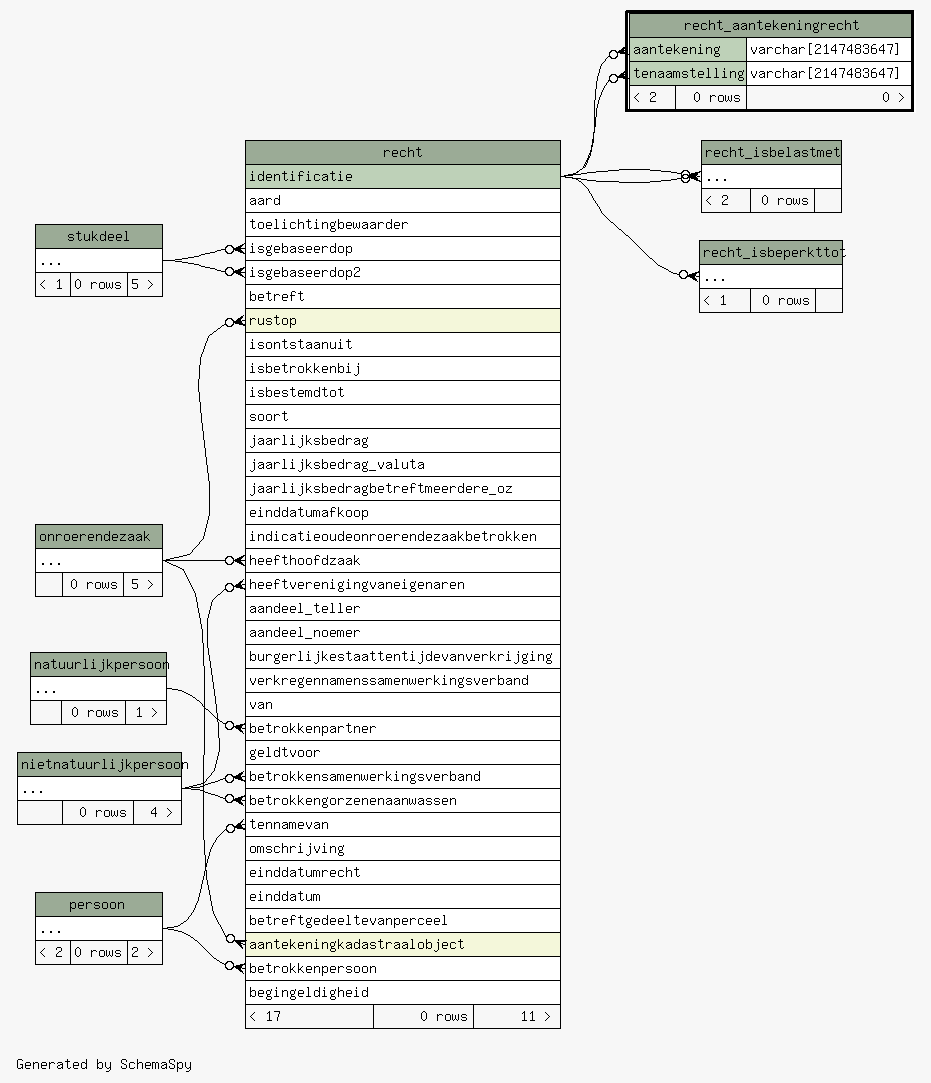 recht_aantekeningrecht
aantekening varchar[2147483647]
tenaamstelling varchar[2147483647]
< 2 0 rows 0 >
recht_isbelastmet
...
< 2 0 rows
recht_isbeperkttot
...
< 1 0 rows
recht
identificatie
aard
toelichtingbewaarder
isgebaseerdop
isgebaseerdop2
betreft
rustop
isontstaanuit
isbetrokkenbij
isbestemdtot
soort
jaarlijksbedrag
jaarlijksbedrag_valuta
jaarlijksbedragbetreftmeerdere_oz
einddatumafkoop
indicatieoudeonroerendezaakbetrokken
heefthoofdzaak
heeftverenigingvaneigenaren
aandeel_teller
aandeel_noemer
burgerlijkestaattentijdevanverkrijging
verkregennamenssamenwerkingsverband
van
betrokkenpartner
geldtvoor
betrokkensamenwerkingsverband
betrokkengorzenenaanwassen
tennamevan
omschrijving
einddatumrecht
einddatum
betreftgedeeltevanperceel
aantekeningkadastraalobject
betrokkenpersoon
begingeldigheid
< 17 0 rows 11 >
stukdeel
...
< 1 0 rows 5 >
onroerendezaak
...
0 rows 5 >
natuurlijkpersoon
...
0 rows 1 >
nietnatuurlijkpersoon
...
0 rows 4 >
persoon
...
< 2 0 rows 2 >
Generated by SchemaSpy